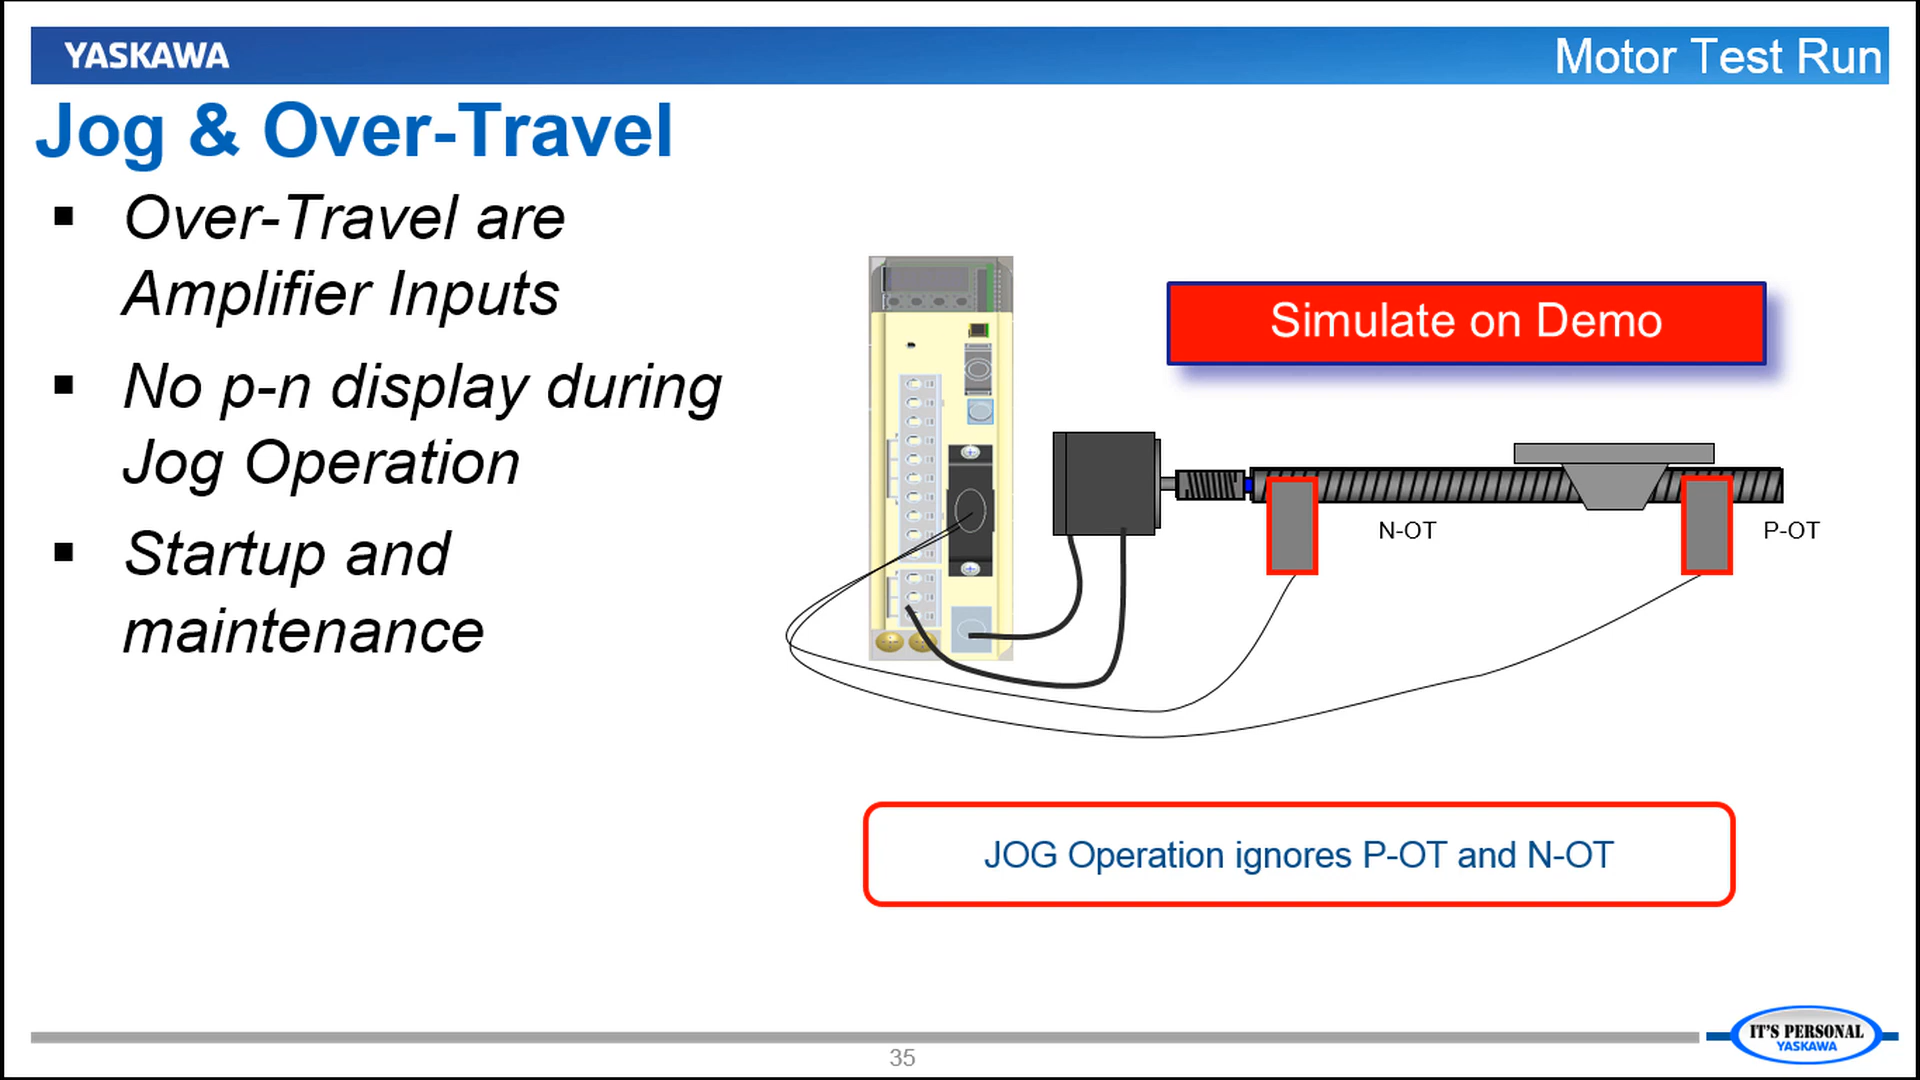 YASKAWA
Motor Test Run
Jog & Over-Travel
▪ Over-Travel are
Amplifier Inputs
▪ No p-n display during
Jog Operation
▪ Startup and
maintenance
Simulate on Demo
N-OT
P-OT
JOG Operation ignores P-OT and N-OT
35
IT'S PERSONAL
YASKAWA